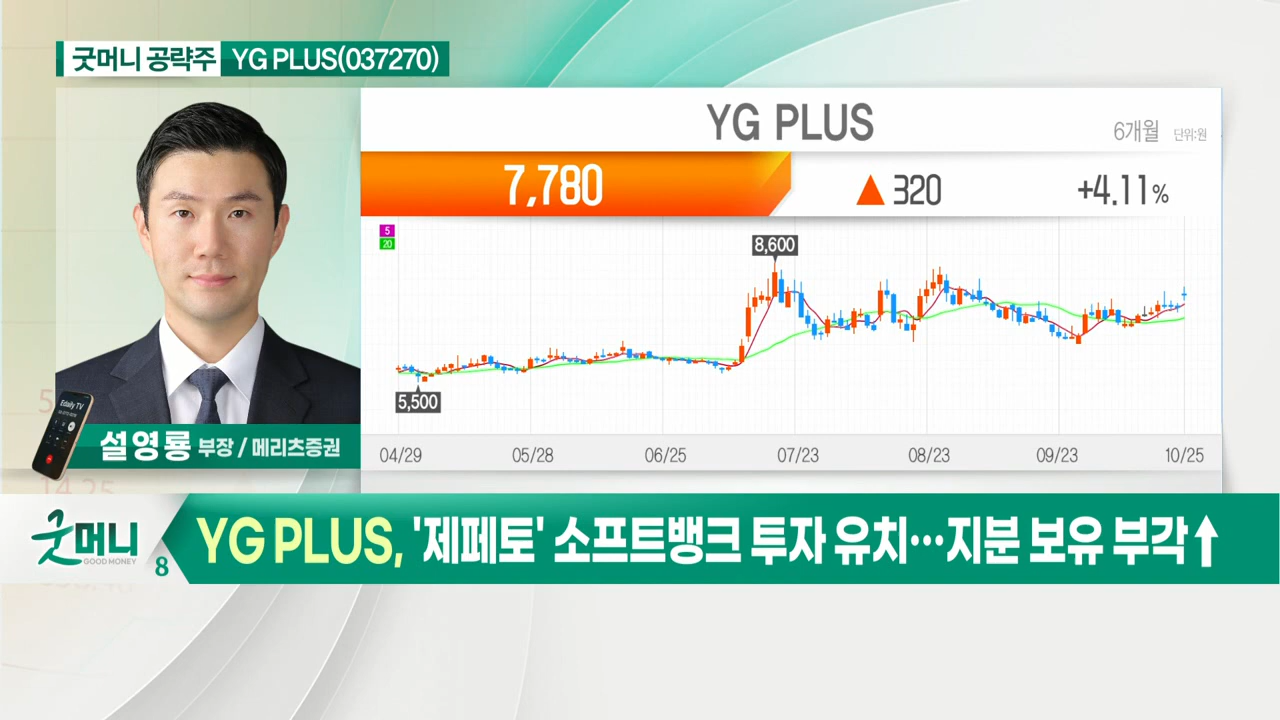 굿머니 공략주 YG PLUS(037270)
YG PLUS
6개월 단위:원
7,780 ▲ 320 +4.11%
5
20
8,600
5,500
04/29 05/28 06/25 07/23 08/23 09/23 10/25
Edaily TV
설영룡 부장 / 메리츠증권
14.25
굿머니
GOOD MONEY
8
YG PLUS, '제페토' 소프트뱅크 투자 유치…지분 보유 부각↑